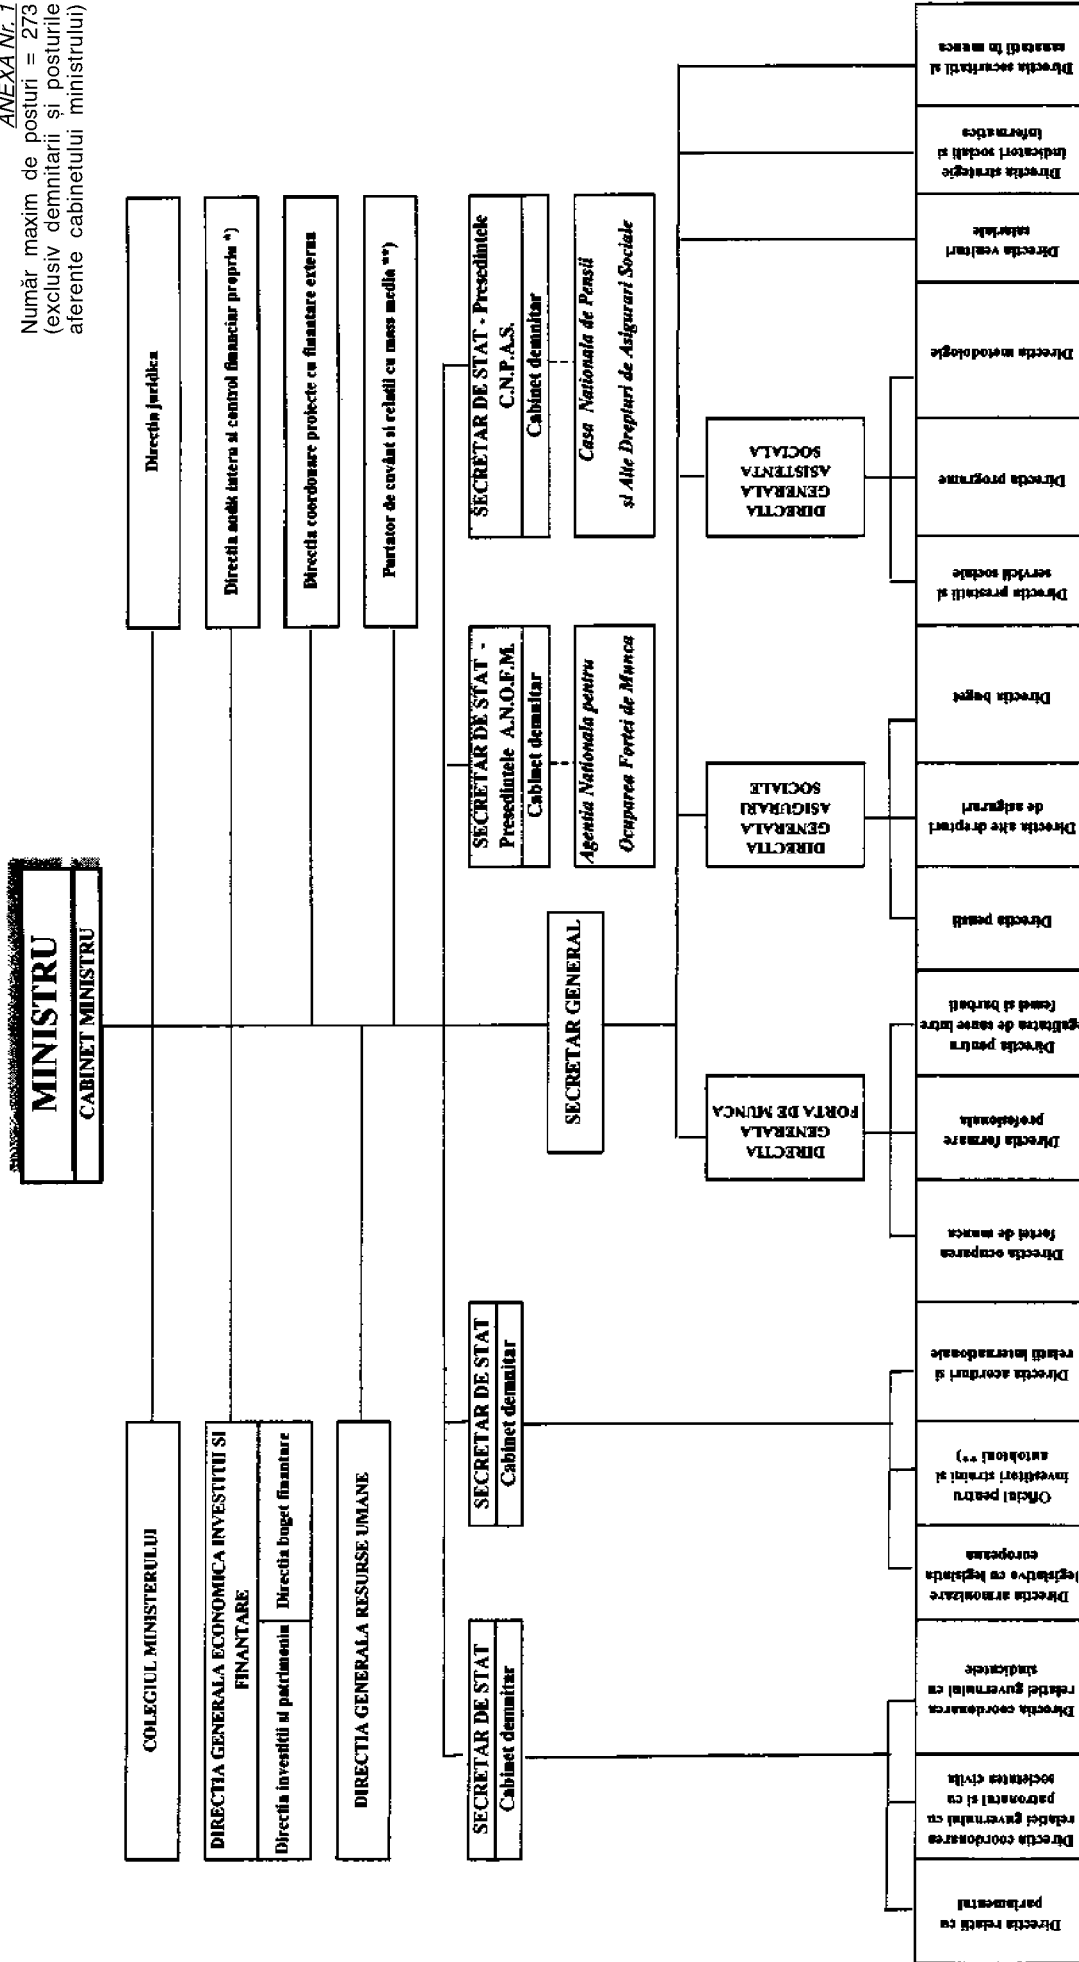 ANEXA Nr. 1
Număr maxim de posturi = 273
(exclusiv demnitarii și posturile
aferente cabinetului ministrului)
MINISTRU
CABINET MINISTRU
COLEGIUL MINISTERULUI
Directia juridica
DIRECTIA GENERALA ECONOMICA INVESTITII SI
FINANTARE
Directia investitii si patrimoniu
Directia buget finantare
Directia audit intern si control financiar propriu *)
Directia coordonare proiecte cu finantare externa
DIRECTIA GENERALA RESURSE UMANE
Purtator de cuvânt si relatii cu mass media **)
SECRETAR DE STAT
Cabinet demnitar
SECRETAR DE STAT
Cabinet demnitar
SECRETAR DE STAT -
Presedintele A.N.O.F.M.
Cabinet demnitar
Agentia Nationala pentru
Ocuparea Fortei de Munca
SECRETAR DE STAT - Presedintele
C.N.P.A.S.
Cabinet demnitar
Casa Nationala de Pensii
și Alte Drepturi de Asigurari Sociale
SECRETAR GENERAL
DIRECTIA
GENERALA
FORTA DE MUNCA
DIRECTIA
GENERALA
ASIGURARI
SOCIALE
DIRECTIA
GENERALA
ASISTENTA
SOCIALA
Directia relatii cu
parlamentul
Directia coordonarea
relatiei guvernului cu
patronatul si cu
societatea civila
Directia coordonarea
relatiei guvernului cu
sindicatele
Directia armonizare
legislative cu legislatia
europeana
Oficiul pentru
investitori straini si
autohtoni **)
Directia acorduri si
relatii internationale
Directia ocuparea
fortei de munca
Directia formare
profesionala
Directia pentru
egalitatea de sanse intre
femei si barbati
Directia pensii
Directia alte drepturi
de asigurari
Directia buget
Directia prestatii si
servicii sociale
Directia programe
Directia metodologie
Directia venituri
salariale
Directia strategie
indicatori sociali si
informatica
Directia securitatii si
sanatatii în munca